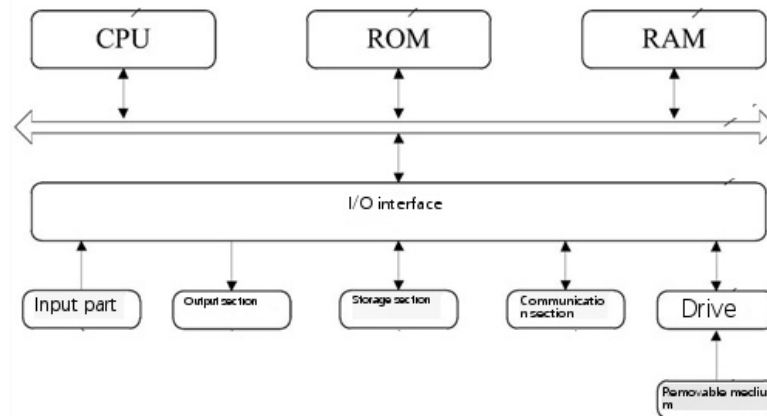 CPU
ROM
RAM
I/O interface
Input part
Output section
Storage section
Communicatio
n section
Drive
Removable mediu
m